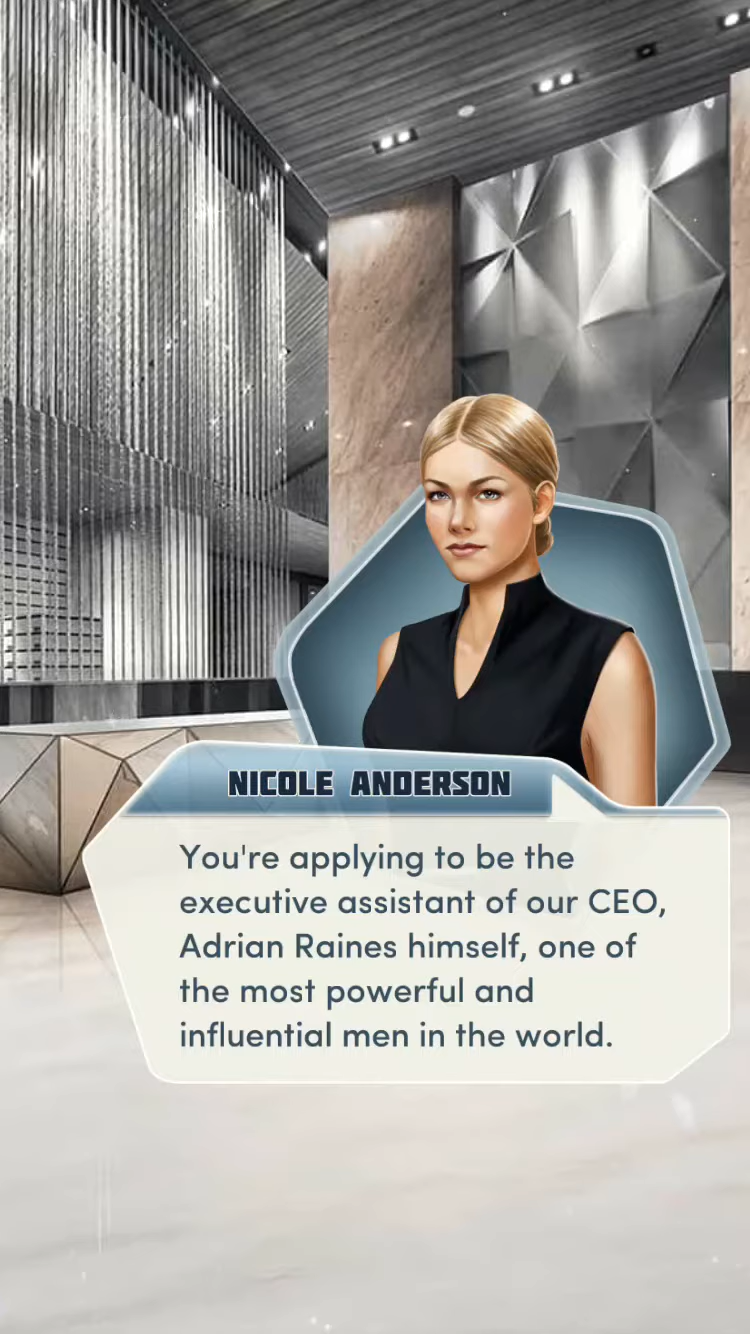 NICOLE ANDERSON
You're applying to be the
executive assistant of our CEO,
Adrian Raines himself, one of
the most powerful and
influential men in the world.